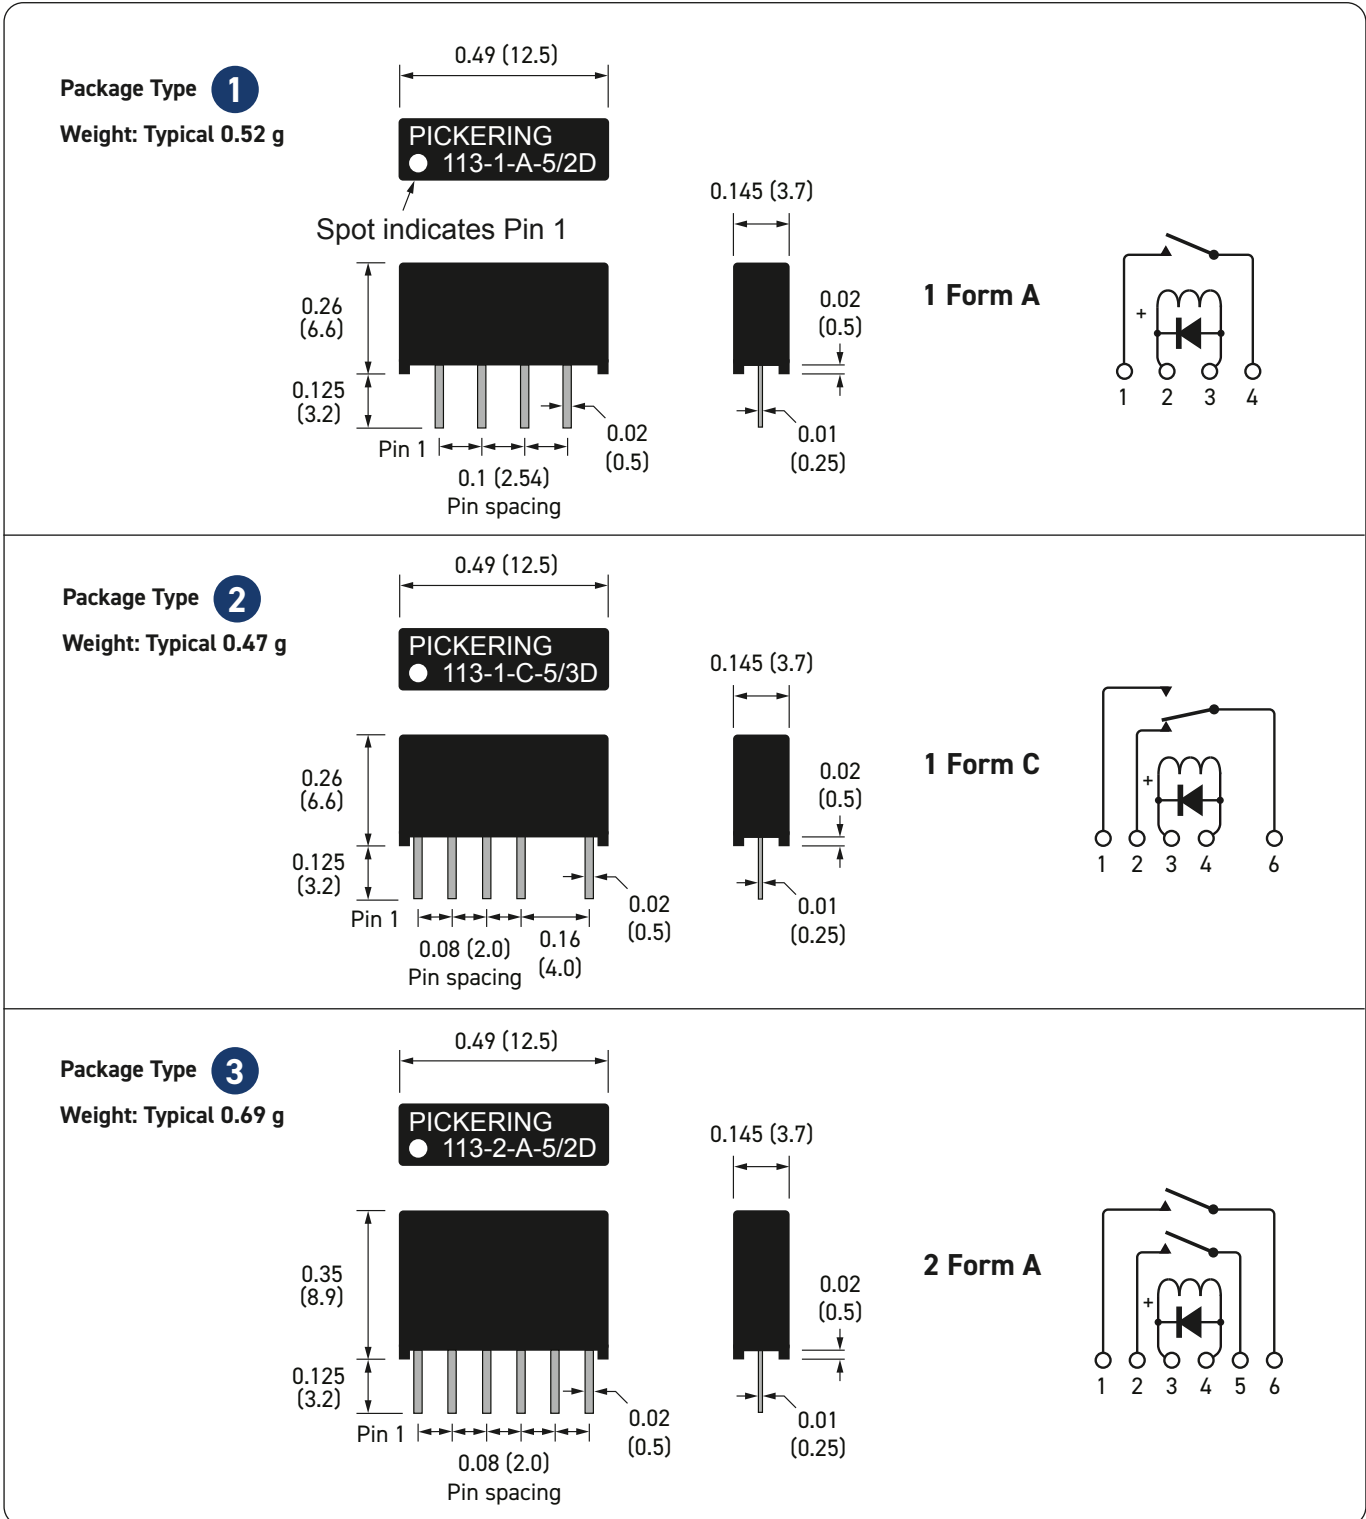 0.49 (12.5)
Package Type 1
Weight: Typical 0.52 g
PICKERING
113-1-A-5/2D
Spot indicates Pin 1
0.145 (3.7)
0.26
(6.6)
0.02
(0.5)
1 Form A
+
0.125
(3.2)
1 2 3 4
Pin 1
0.02
(0.5)
0.01
(0.25)
0.1 (2.54)
Pin spacing
0.49 (12.5)
Package Type 2
Weight: Typical 0.47 g
PICKERING
113-1-C-5/3D
0.145 (3.7)
0.26
(6.6)
0.02
(0.5)
1 Form C
+
0.125
(3.2)
1 2 3 4 6
Pin 1
0.02
(0.5)
0.01
(0.25)
0.08 (2.0)
Pin spacing
0.16
(4.0)
0.49 (12.5)
Package Type 3
Weight: Typical 0.69 g
PICKERING
113-2-A-5/2D
0.145 (3.7)
0.35
(8.9)
0.02
(0.5)
2 Form A
+
0.125
(3.2)
1 2 3 4 5 6
Pin 1
0.02
(0.5)
0.01
(0.25)
0.08 (2.0)
Pin spacing